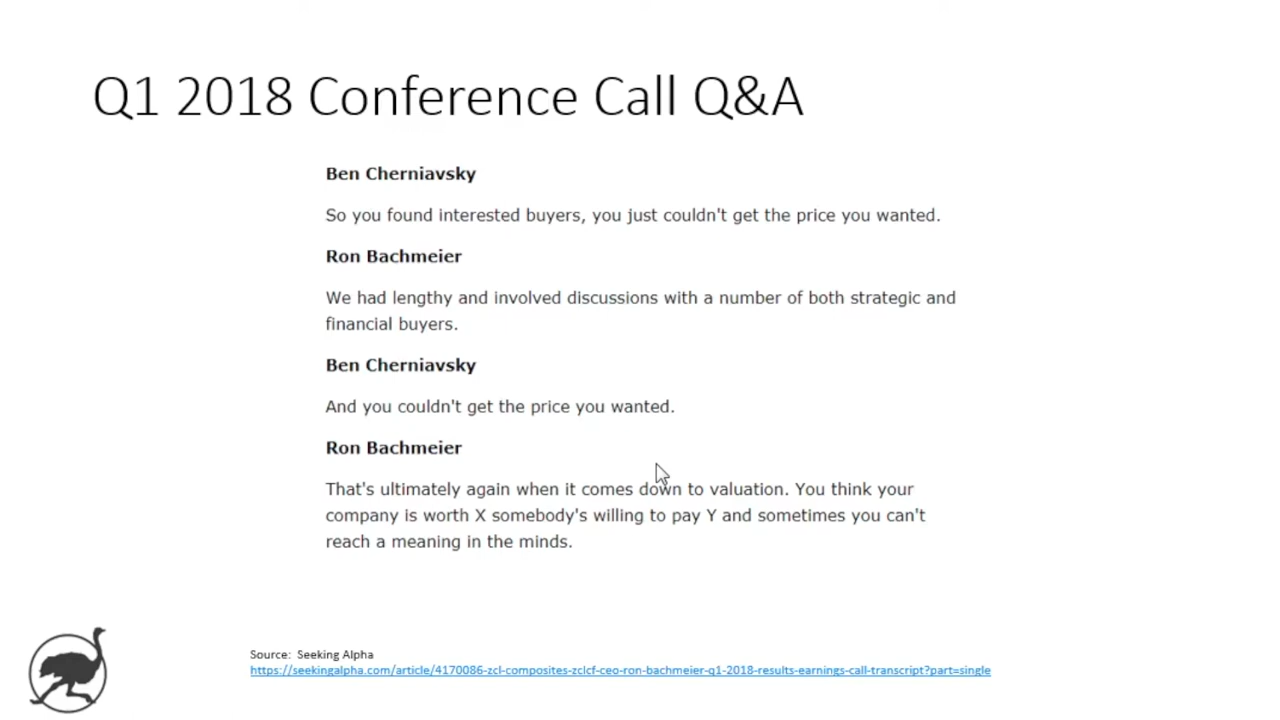 Q1 2018 Conference Call Q&A
Ben Cherniavsky
So you found interested buyers, you just couldn't get the price you wanted.
Ron Bachmeier
We had lengthy and involved discussions with a number of both strategic and
financial buyers.
Ben Cherniavsky
And you couldn't get the price you wanted.
Ron Bachmeier
That's ultimately again when it comes down to valuation. You think your
company is worth X somebody's willing to pay Y and sometimes you can't
reach a meaning in the minds.
Source: Seeking Alpha
https://seekingalpha.com/article/4170086-zcl-composites-zclcf-ceo-ron-bachmeier-q1-2018-results-earnings-call-transcript?part=single